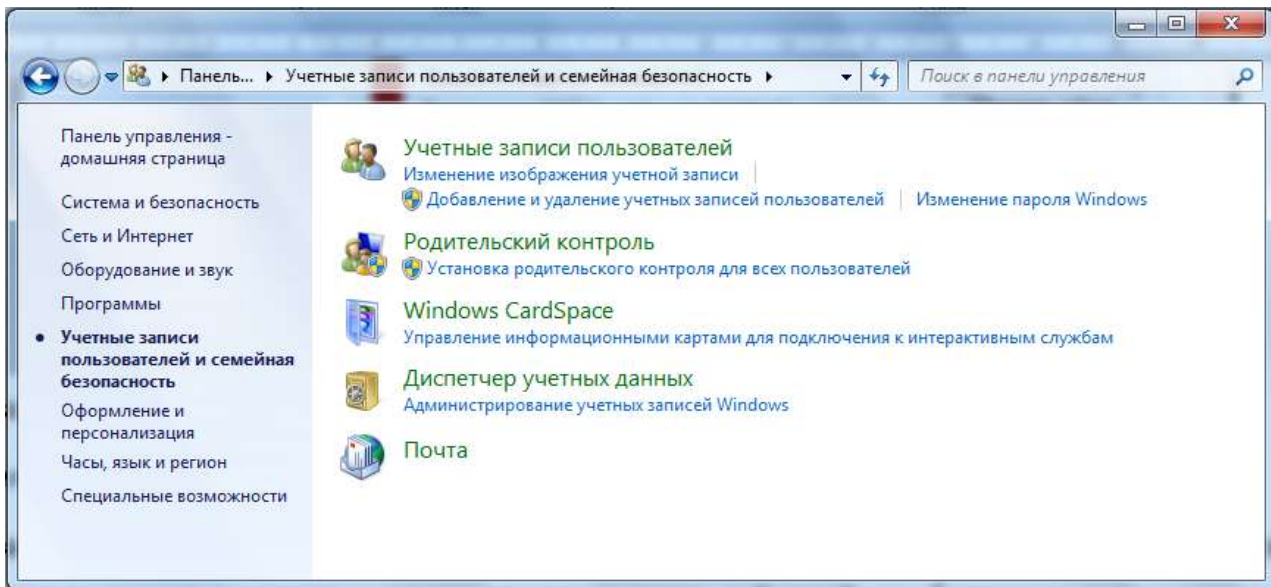 Панель... Учетные записи пользователей и семейная безопасность
Поиск в панели управления
Панель управления -
домашняя страница
Система и безопасность
Сеть и Интернет
Оборудование и звук
Программы
Учетные записи
пользователей и семейная
безопасность
Оформление и
персонализация
Часы, язык и регион
Специальные возможности
Учетные записи пользователей
Изменение изображения учетной записи
Добавление и удаление учетных записей пользователей
Изменение пароля Windows
Родительский контроль
Установка родительского контроля для всех пользователей
Windows CardSpace
Управление информационными картами для подключения к интерактивным службам
Диспетчер учетных данных
Администрирование учетных записей Windows
Почта